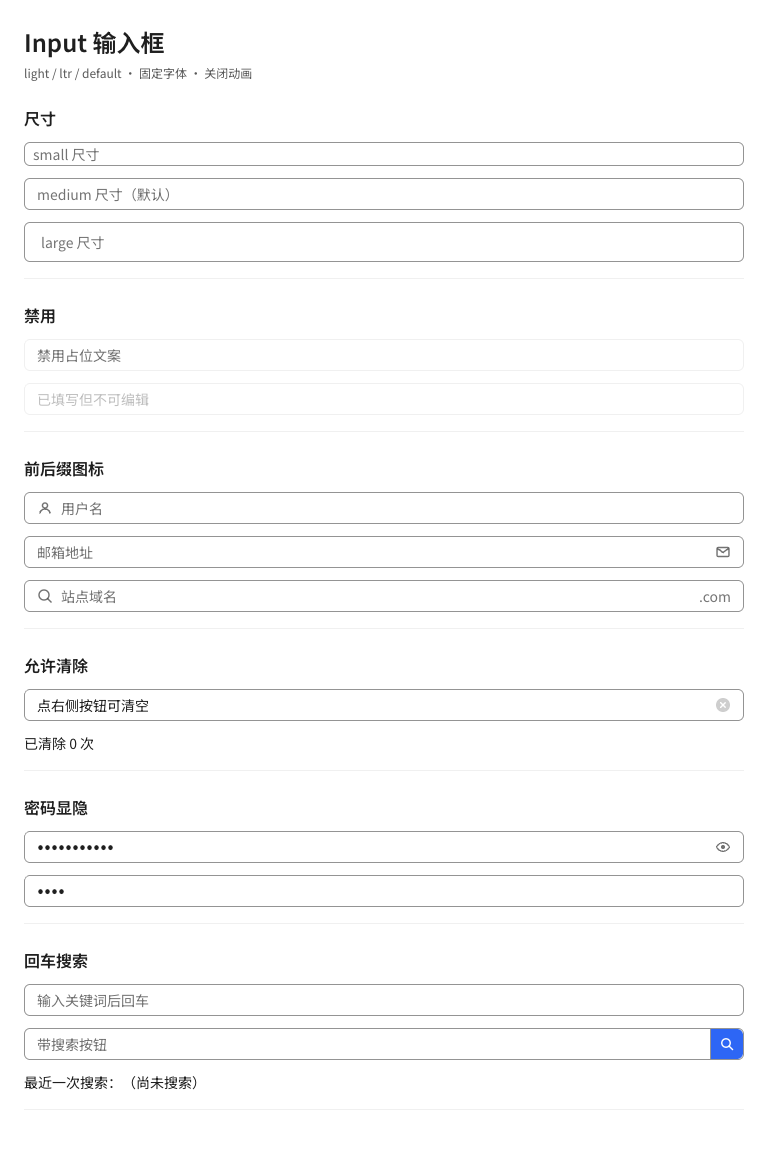 Input 输入框
light / ltr / default ・ 固定字体 ・ 关闭动画
尺寸
small 尺寸
medium 尺寸（默认）
large 尺寸
禁用
禁用占位文案
已填写但不可编辑
前后缀图标
用户名
邮箱地址
站点域名 .com
允许清除
点右侧按钮可清空
已清除 0 次
密码显隐
•••••••••••
••••
回车搜索
输入关键词后回车
带搜索按钮
最近一次搜索：（尚未搜索）